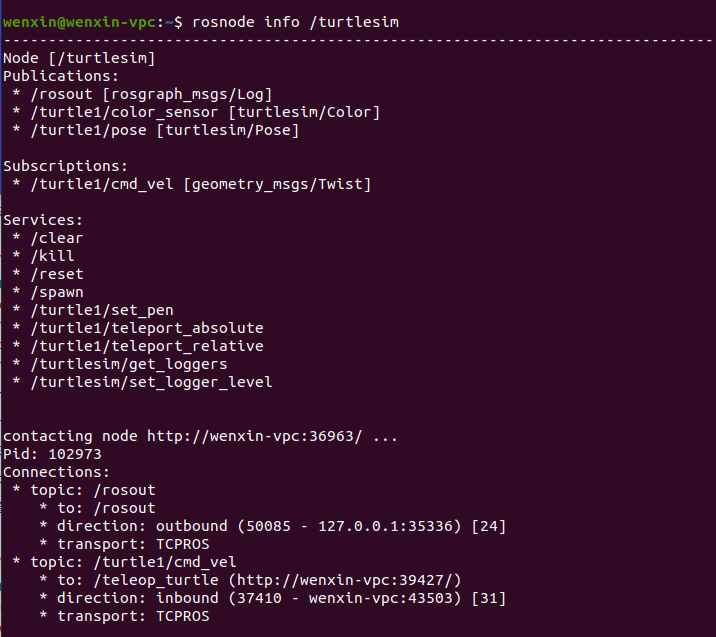 wenxin@wenxin-vpc:~$ rosnode info /turtlesim
--------------------------------------------------------------------------------
Node [/turtlesim]
Publications:
 * /rosout [rosgraph_msgs/Log]
 * /turtle1/color_sensor [turtlesim/Color]
 * /turtle1/pose [turtlesim/Pose]

Subscriptions:
 * /turtle1/cmd_vel [geometry_msgs/Twist]

Services:
 * /clear
 * /kill
 * /reset
 * /spawn
 * /turtle1/set_pen
 * /turtle1/teleport_absolute
 * /turtle1/teleport_relative
 * /turtlesim/get_loggers
 * /turtlesim/set_logger_level


contacting node http://wenxin-vpc:36963/ ...
Pid: 102973
Connections:
 * topic: /rosout
    * to: /rosout
    * direction: outbound (50085 - 127.0.0.1:35336) [24]
    * transport: TCPROS
 * topic: /turtle1/cmd_vel
    * to: /teleop_turtle (http://wenxin-vpc:39427/)
    * direction: inbound (37410 - wenxin-vpc:43503) [31]
    * transport: TCPROS